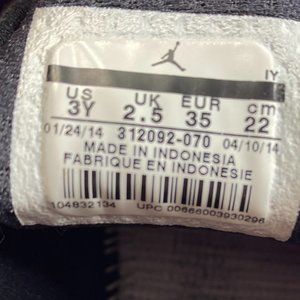 IY
US UK EUR cm
3Y 2.5 35 22
01/24/14 312092-070 04/10/14
MADE IN INDONESIA
FABRIQUE EN INDONESIE
104832134 UPC 00666003930296